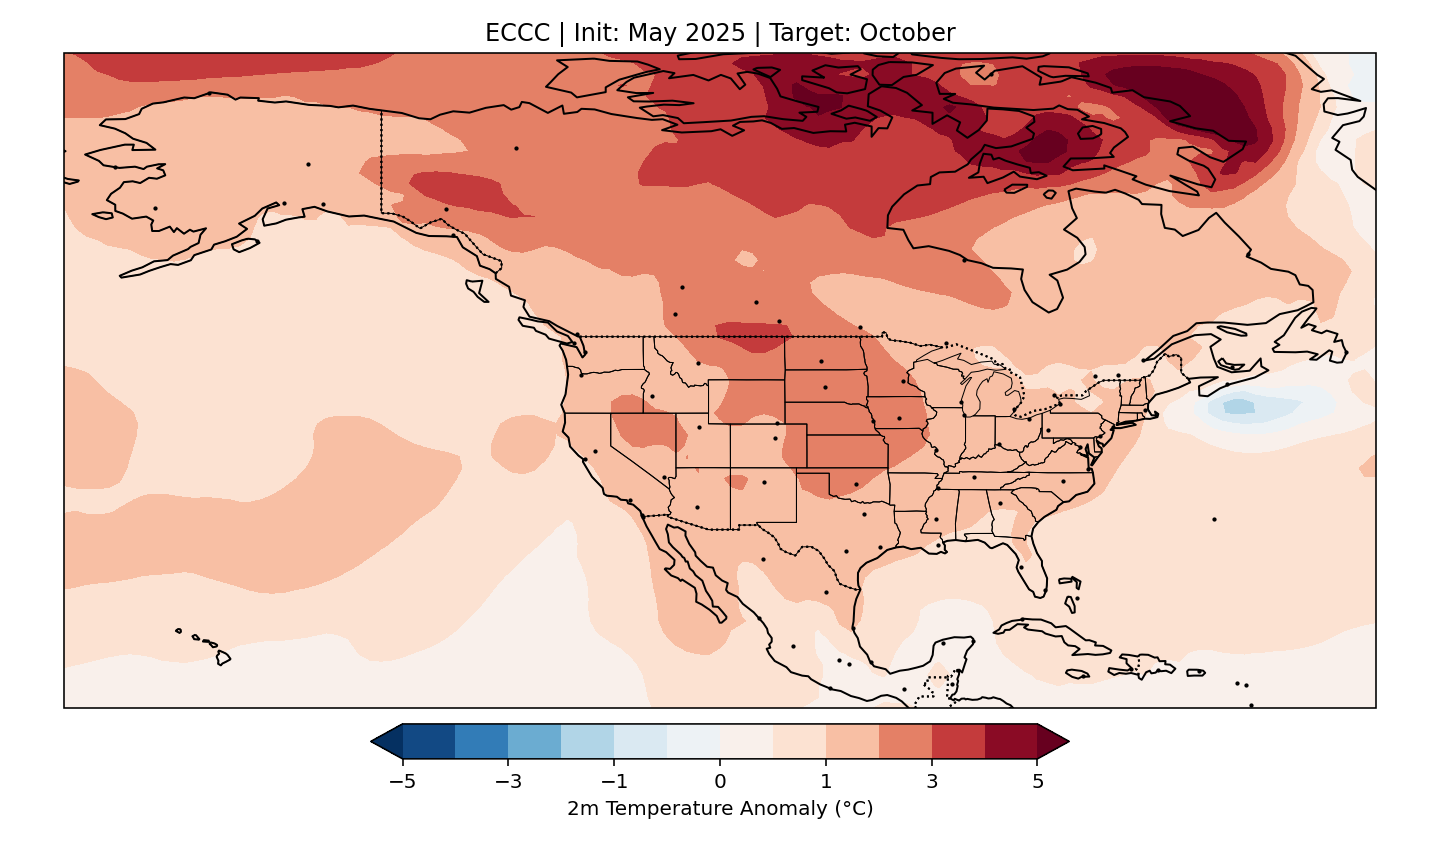 ECCC | Init: May 2025 | Target: October
−5 −3 −1 0 1 3 5
2m Temperature Anomaly (°C)